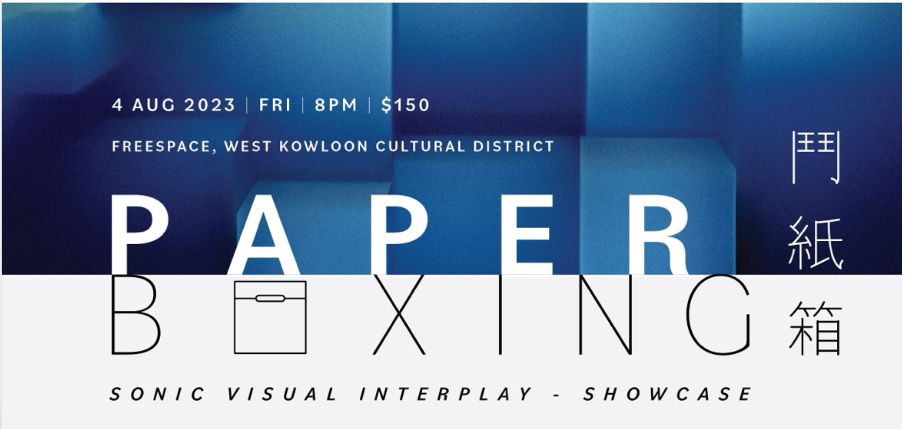 4 AUG 2023 | FRI | 8PM | $150
FREESPACE, WEST KOWLOON CULTURAL DISTRICT
PAPER
BOXING
鬥紙箱
SONIC VISUAL INTERPLAY - SHOWCASE